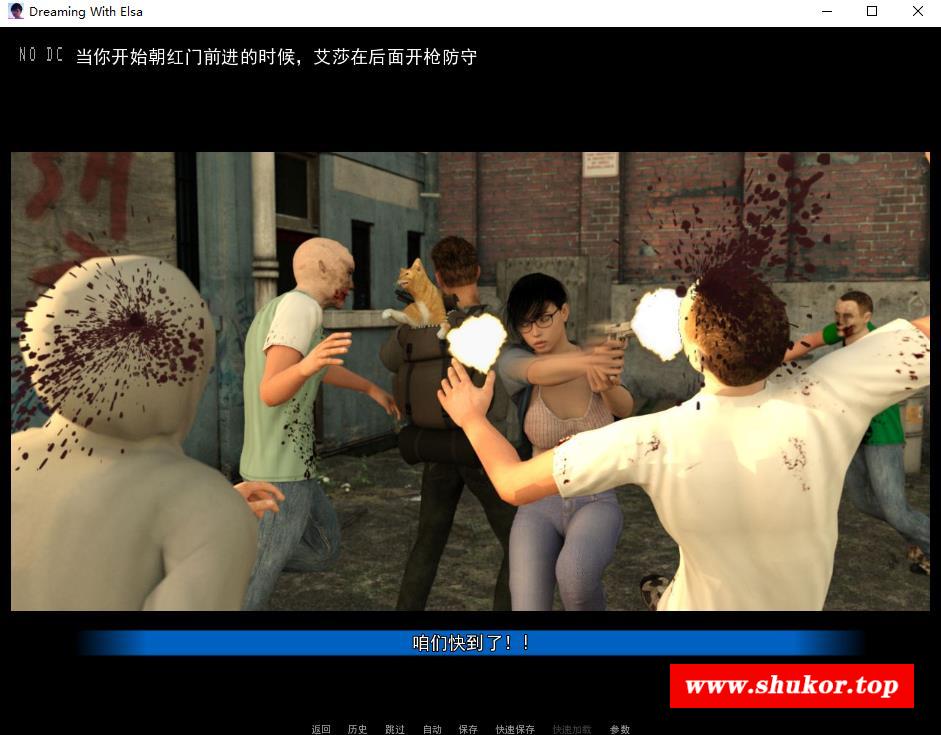 Dreaming With Elsa
NO DC 当你开始朝红门前进的时候，艾莎在后面开枪防守
咱们快到了！！
www.shukor.top
返回 历史 跳过 自动 保存 快速保存 快速加载 参数